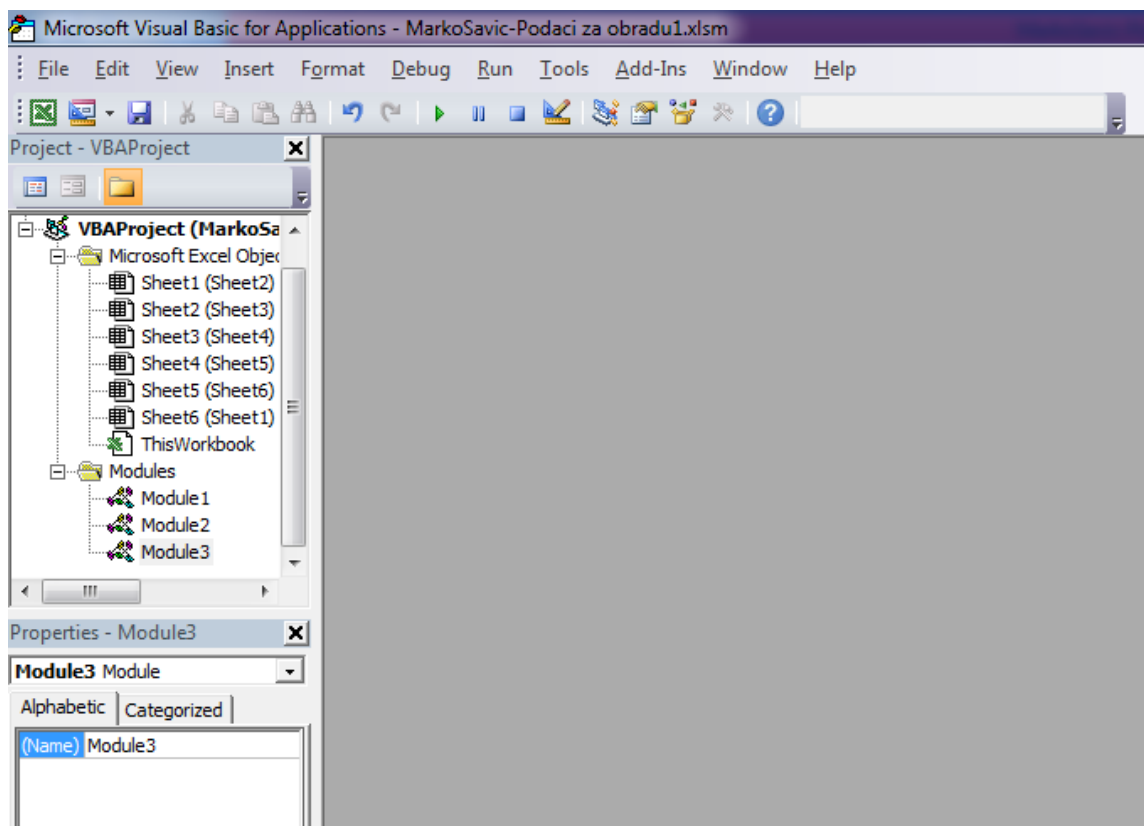 Microsoft Visual Basic for Applications - MarkoSavic-Podaci za obradu1.xlsm
File Edit View Insert Format Debug Run Tools Add-Ins Window Help
Project - VBAProject
VBAProject (MarkoSa
Microsoft Excel Objec
Sheet1 (Sheet2)
Sheet2 (Sheet3)
Sheet3 (Sheet4)
Sheet4 (Sheet5)
Sheet5 (Sheet6)
Sheet6 (Sheet1)
ThisWorkbook
Modules
Module1
Module2
Module3
Properties - Module3
Module3 Module
Alphabetic Categorized
(Name) Module3